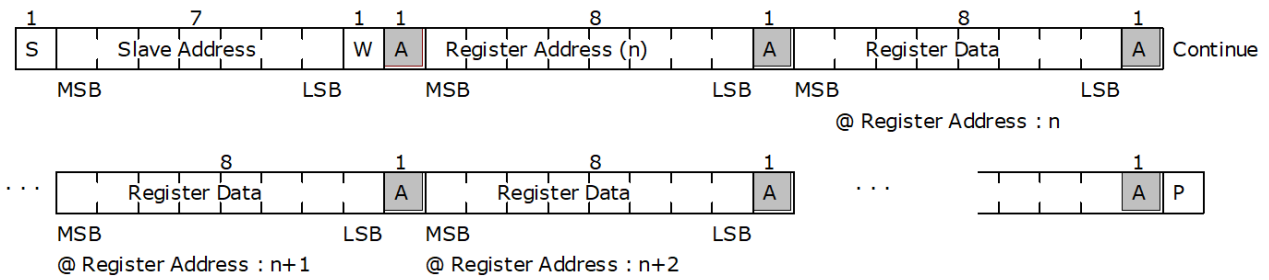 1 7 1 1 8 1 8 1
S Slave Address W A Register Address (n) A Register Data A Continue
MSB LSB MSB LSB MSB LSB
@ Register Address : n
8 1 8 1 1
· · · Register Data A Register Data A · · · A P
MSB LSB MSB LSB
@ Register Address : n+1 @ Register Address : n+2